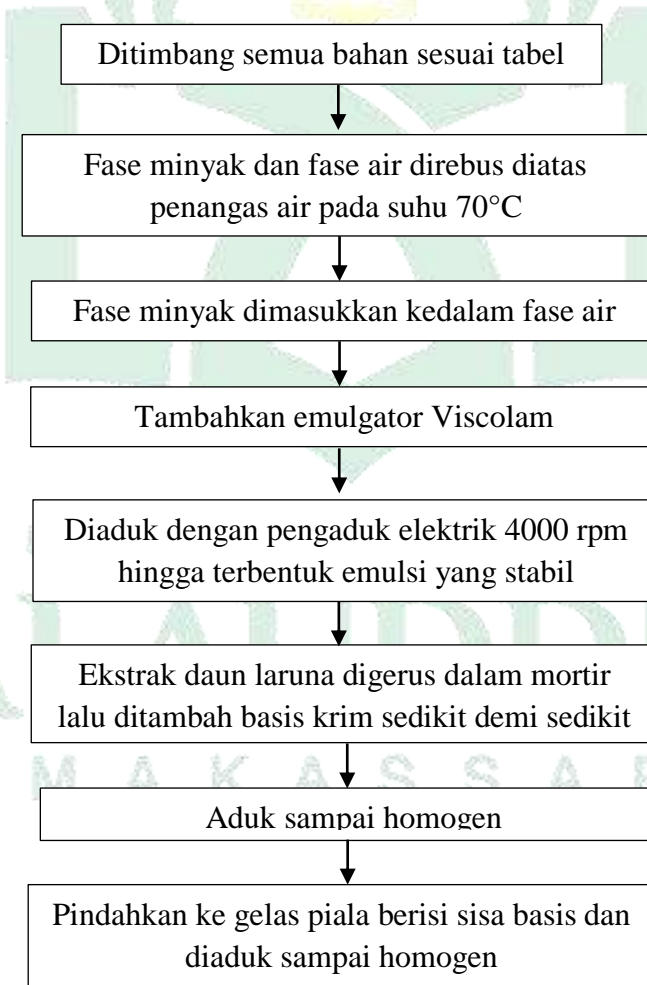 Ditimbang semua bahan sesuai tabel
Fase minyak dan fase air direbus diatas
penangas air pada suhu 70°C
Fase minyak dimasukkan kedalam fase air
Tambahkan emulgator Viscolam
Diaduk dengan pengaduk elektrik 4000 rpm
hingga terbentuk emulsi yang stabil
Ekstrak daun laruna digerus dalam mortir
lalu ditambah basis krim sedikit demi sedikit
M A K A S S A
Aduk sampai homogen
Pindahkan ke gelas piala berisi sisa basis dan
diaduk sampai homogen